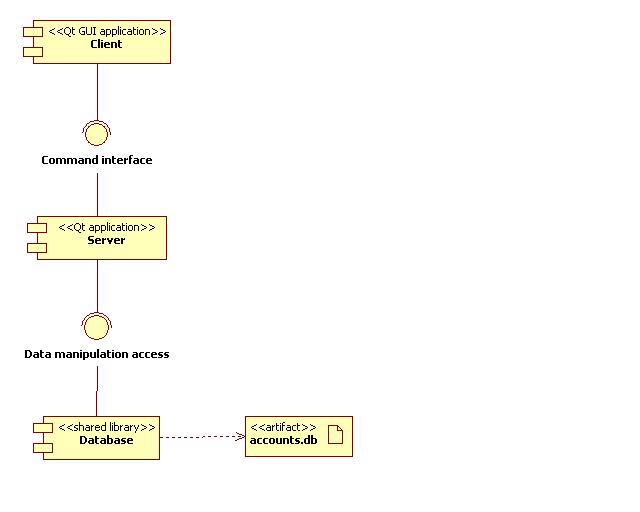 <<Qt GUI application>>
Client
Command interface
<<Qt application>>
Server
Data manipulation access
<<shared library>>
Database
<<artifact>>
accounts.db